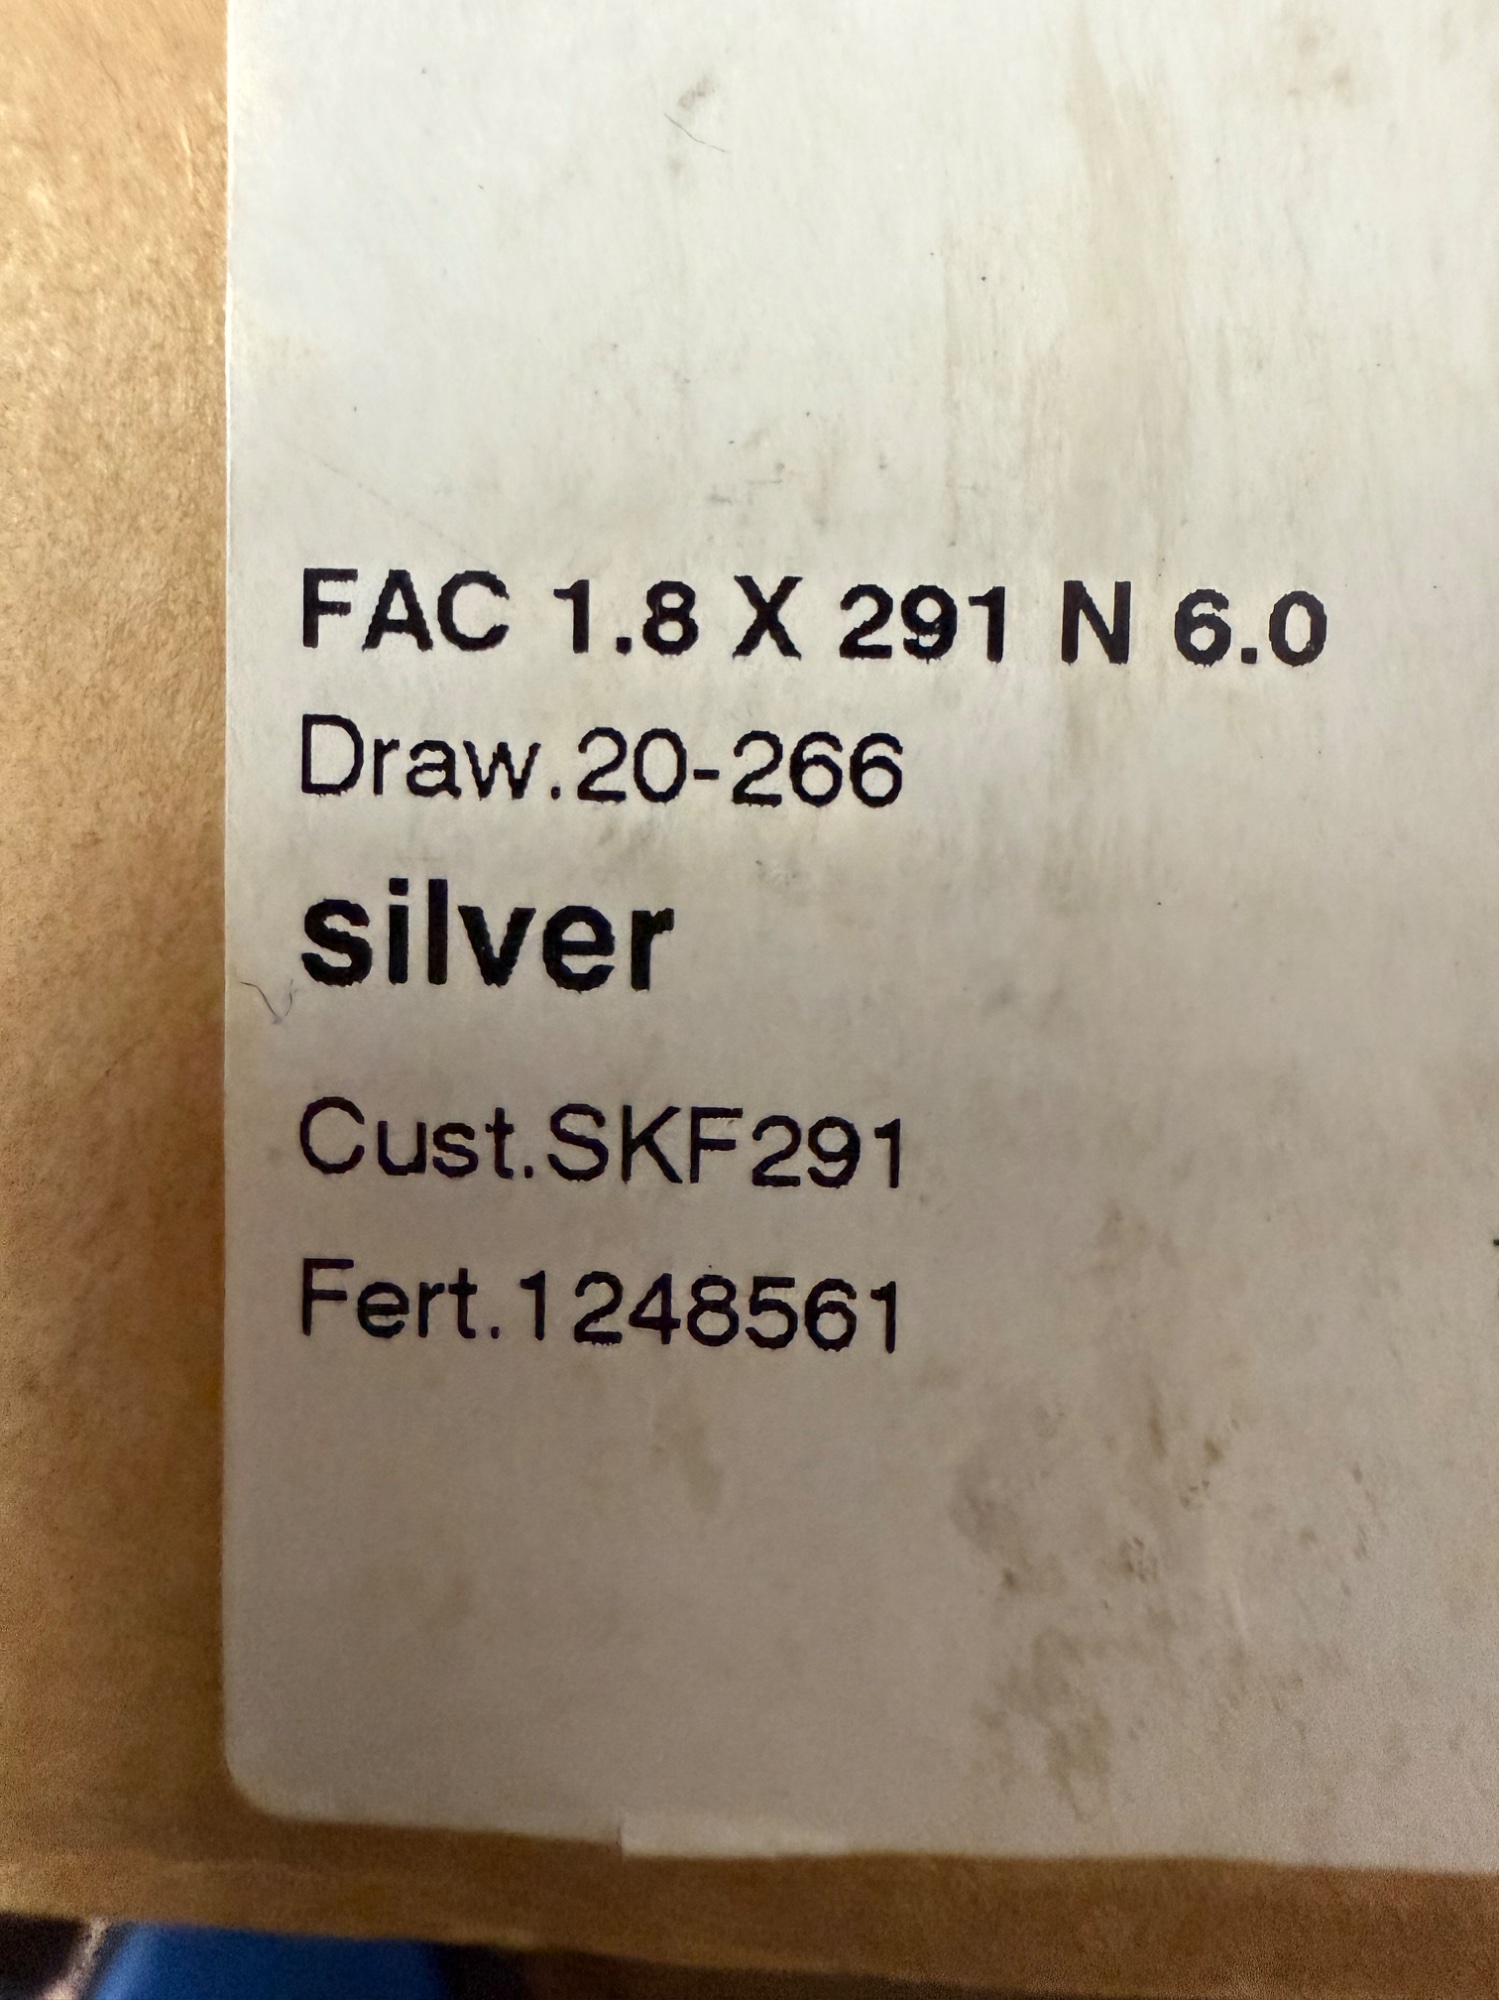 FAC 1.8 X 291 N 6.0
Draw.20-266
silver
Cust.SKF291
Fert.1248561